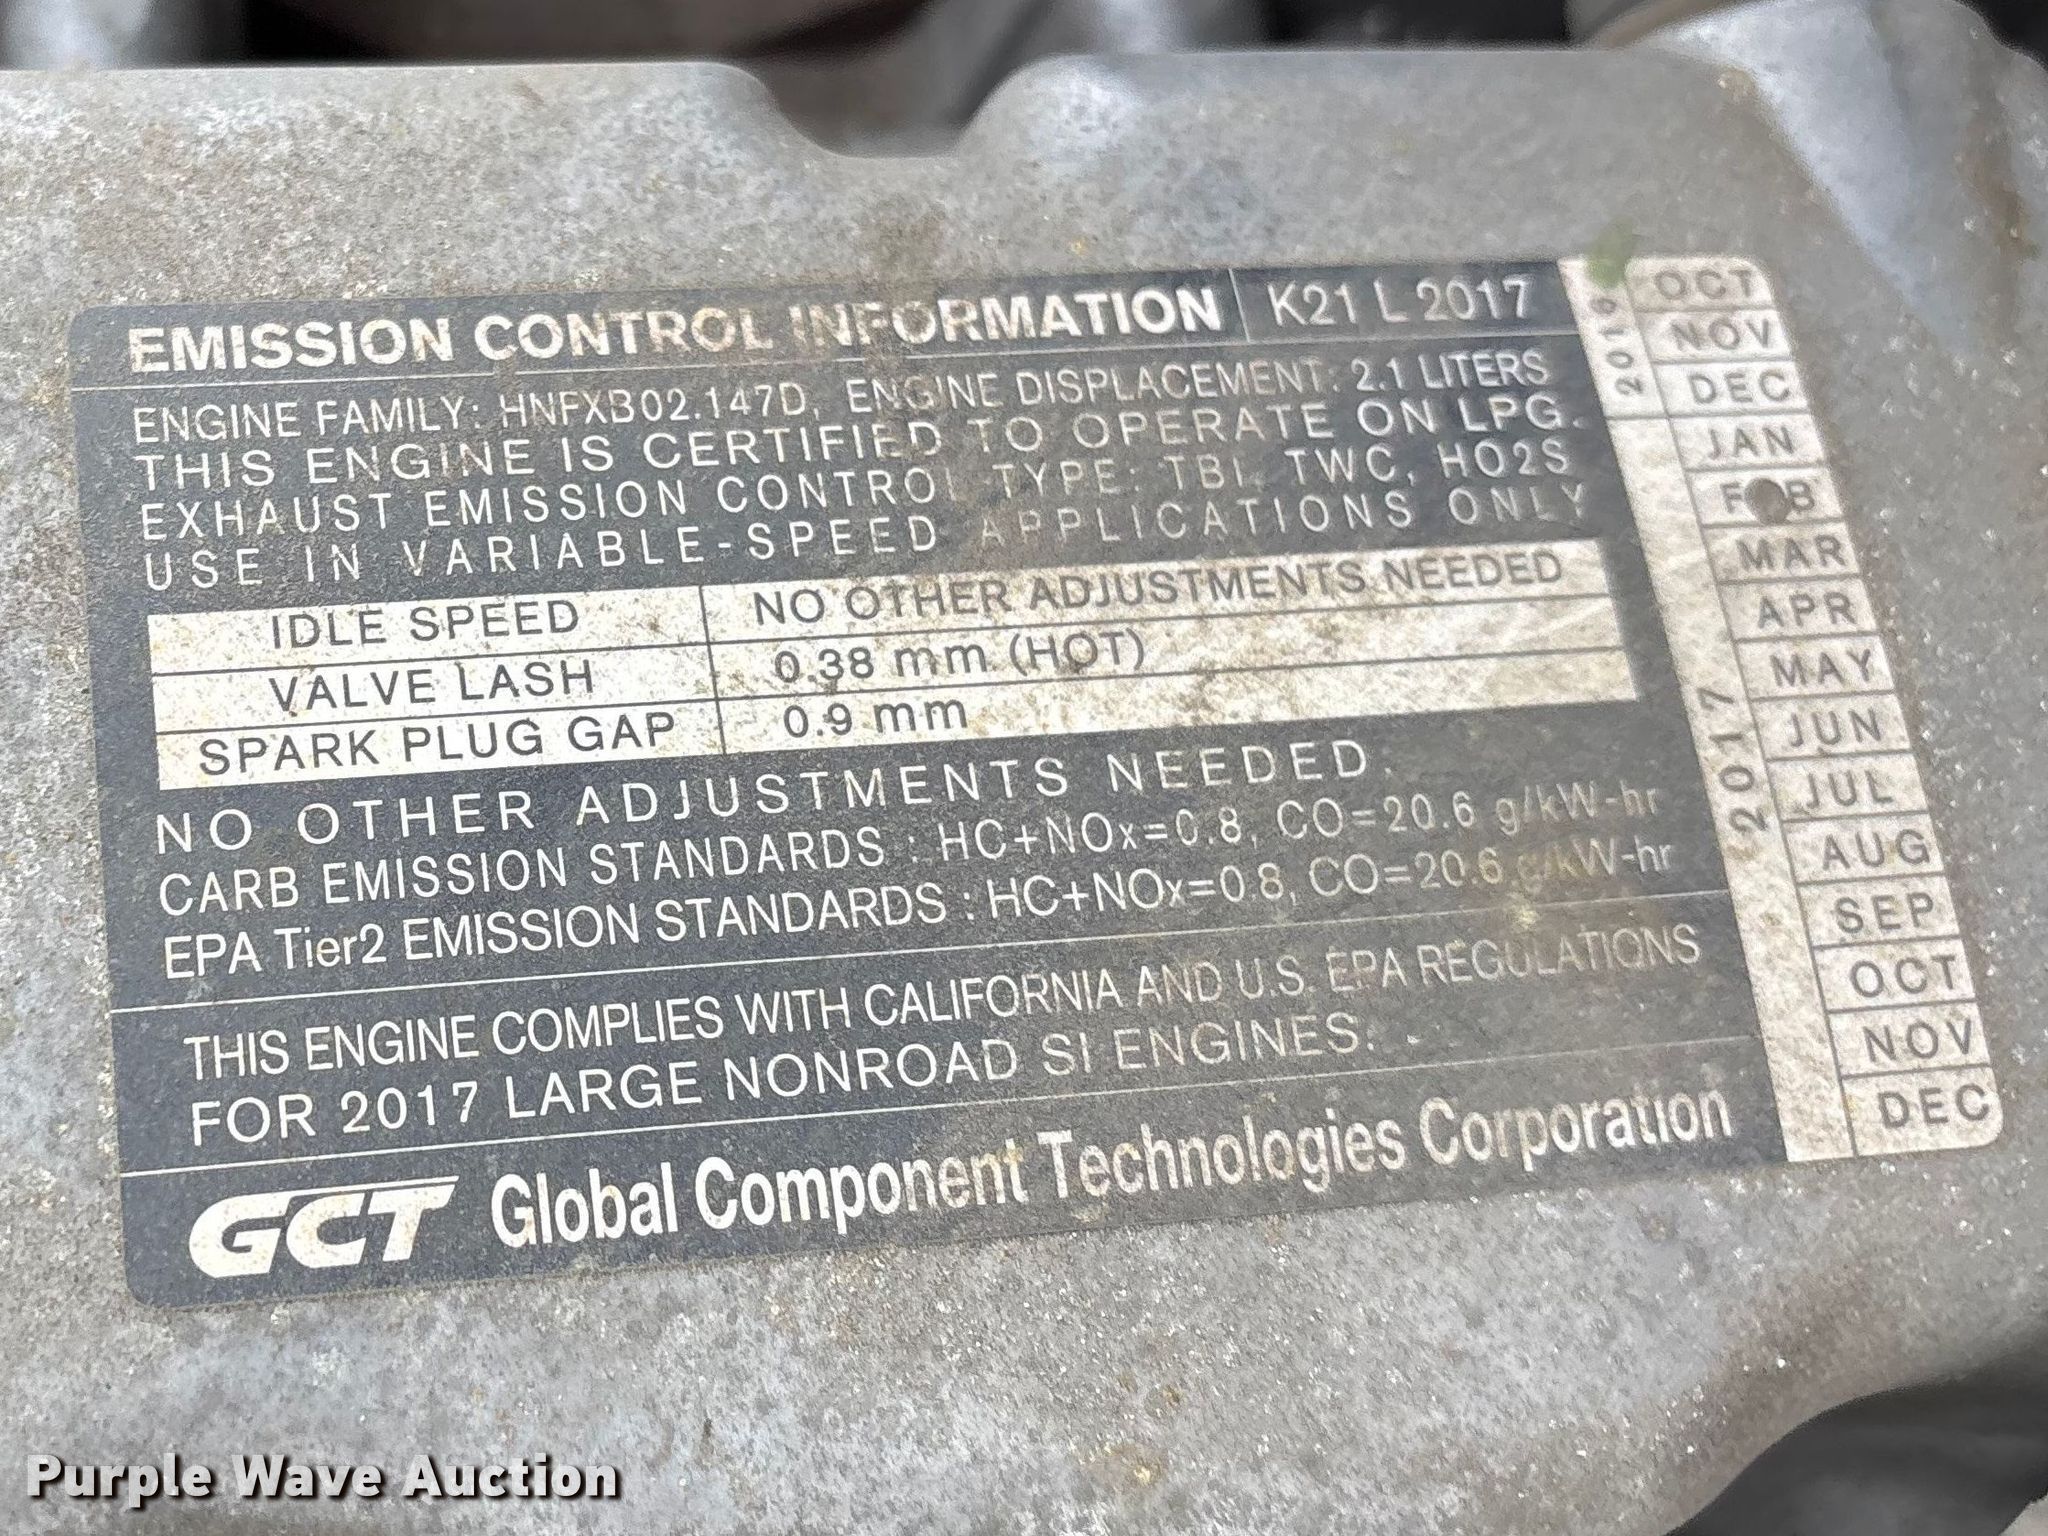 EMISSION CONTROL INFORMATION K21 L 2017
ENGINE FAMILY: HNFXB02.147D, ENGINE DISPLACEMENT: 2.1 LITERS
THIS ENGINE IS CERTIFIED TO OPERATE ON LPG.
EXHAUST EMISSION CONTROL TYPE: TBI, TWC, HO2S
USE IN VARIABLE-SPEED APPLICATIONS ONLY
IDLE SPEED NO OTHER ADJUSTMENTS NEEDED
VALVE LASH 0.38 mm (HOT)
SPARK PLUG GAP 0.9 mm
NO OTHER ADJUSTMENTS NEEDED.
CARB EMISSION STANDARDS : HC+NOx=0.8, CO=20.6 g/kW-hr
EPA Tier2 EMISSION STANDARDS : HC+NOx=0.8, CO=20.6 g/kW-hr
THIS ENGINE COMPLIES WITH CALIFORNIA AND U.S. EPA REGULATIONS
FOR 2017 LARGE NONROAD SI ENGINES.
GCT Global Component Technologies Corporation
2016
OCT
NOV
DEC
2017
JAN
FEB
MAR
APR
MAY
JUN
JUL
AUG
SEP
OCT
NOV
DEC
Purple Wave Auction